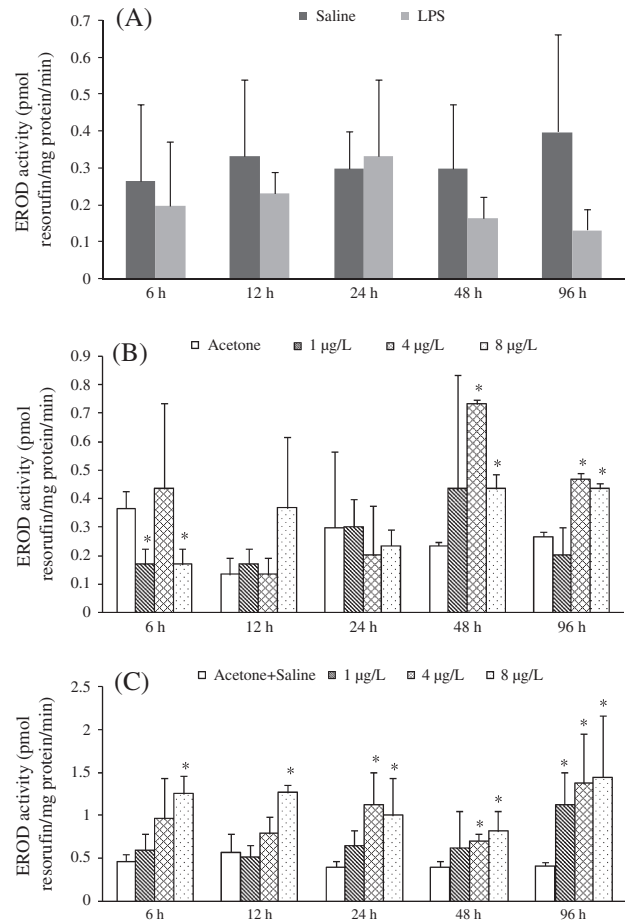 (A)
Saline LPS
EROD activity (pmol
resorufin/mg protein/min)
0.7
0.6
0.5
0.4
0.3
0.2
0.1
0
6 h 12 h 24 h 48 h 96 h
(B)
Acetone 1 µg/L 4 µg/L 8 µg/L
EROD activity (pmol
resorufin/mg protein/min)
0.9
0.8
0.7
0.6
0.5
0.4
0.3
0.2
0.1
0
* * * * * *
6 h 12 h 24 h 48 h 96 h
(C)
Acetone+Saline 1 µg/L 4 µg/L 8 µg/L
EROD activity (pmol
resorufin/mg protein/min)
2.5
2
1.5
1
0.5
0
* * * * * * * * *
6 h 12 h 24 h 48 h 96 h